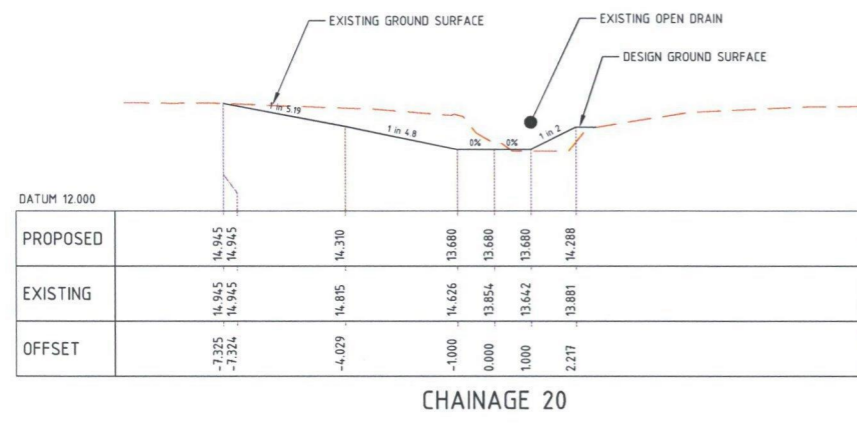 EXISTING GROUND SURFACE
EXISTING OPEN DRAIN
DESIGN GROUND SURFACE
1 in 5.19
1 in 4.8
0%
0%
1 in 2
DATUM 12.000
PROPOSED 14.945 14.945 14.310 13.680 13.680 13.680 14.288
EXISTING 14.945 14.945 14.815 14.626 13.854 13.642 13.881
OFFSET -7.325 -7.324 -4.029 -1.000 0.000 1.000 2.217
CHAINAGE 20